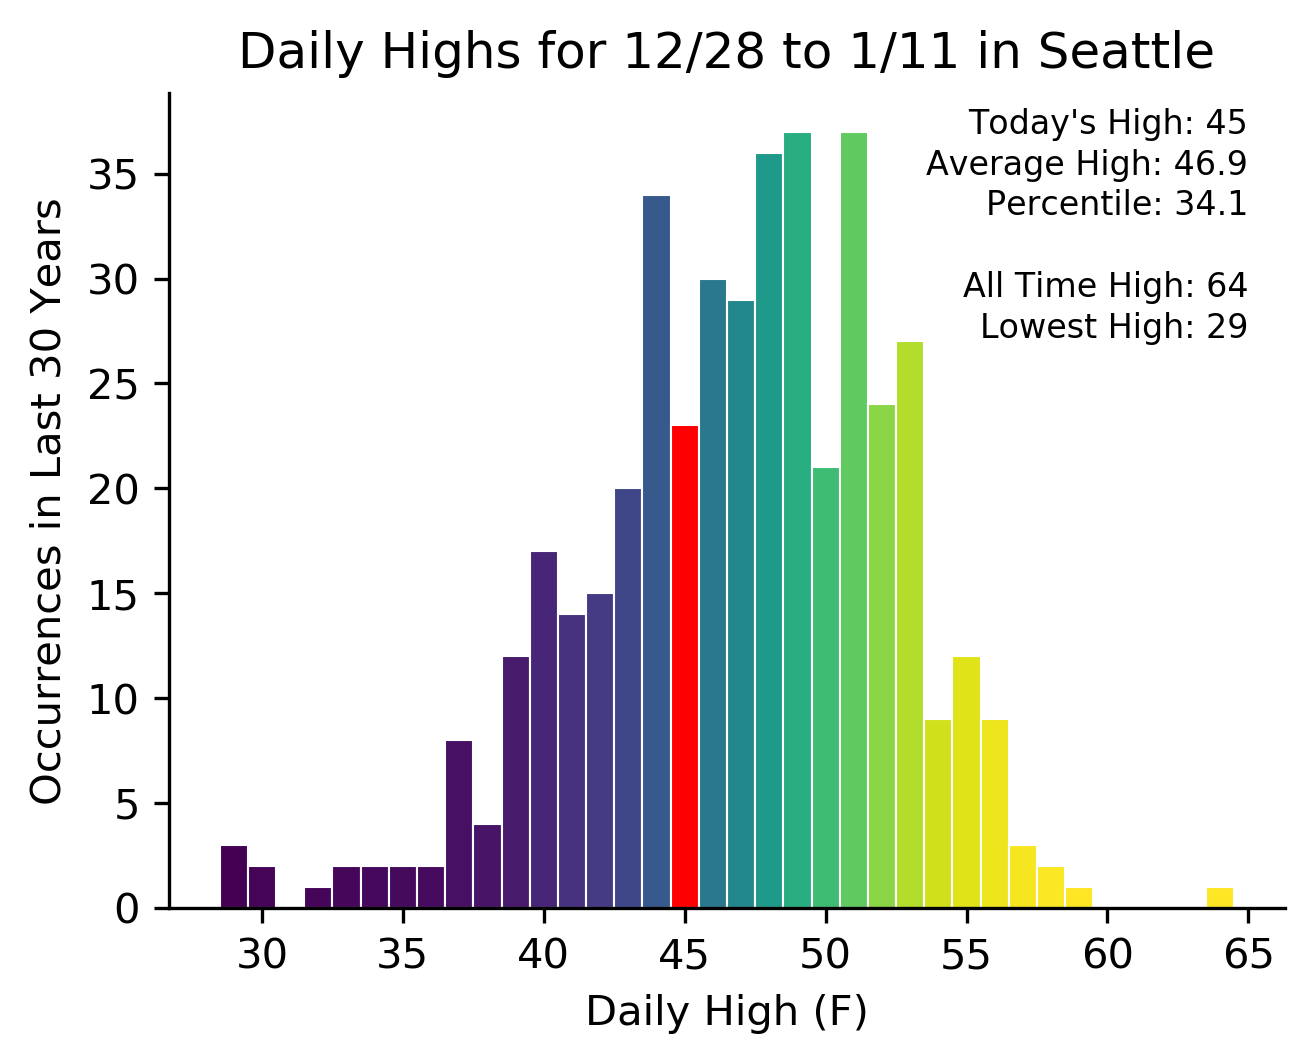 Daily Highs for 12/28 to 1/11 in Seattle
Today's High: 45
Average High: 46.9
Percentile: 34.1
All Time High: 64
Lowest High: 29
Occurrences in Last 30 Years
35
30
25
20
15
10
5
0
30 35 40 45 50 55 60 65
Daily High (F)